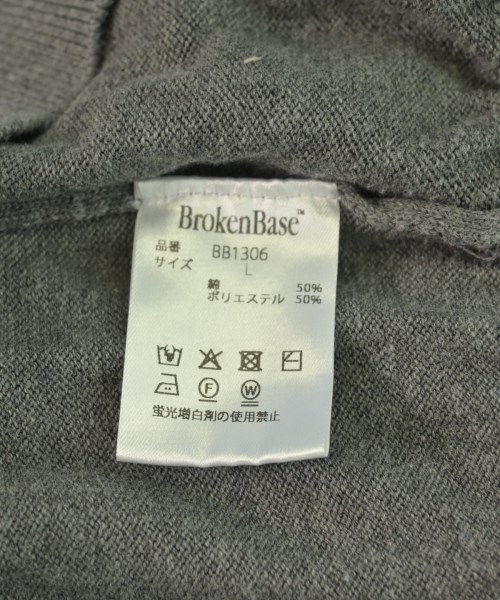 BrokenBase™
品番 BB1306
サイズ L
綿 50%
ポリエステル 50%
F W
蛍光増白剤の使用禁止